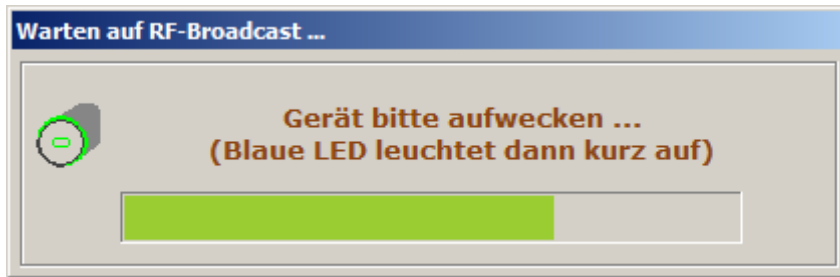 Warten auf RF-Broadcast ...
Gerät bitte aufwecken ...
(Blaue LED leuchtet dann kurz auf)